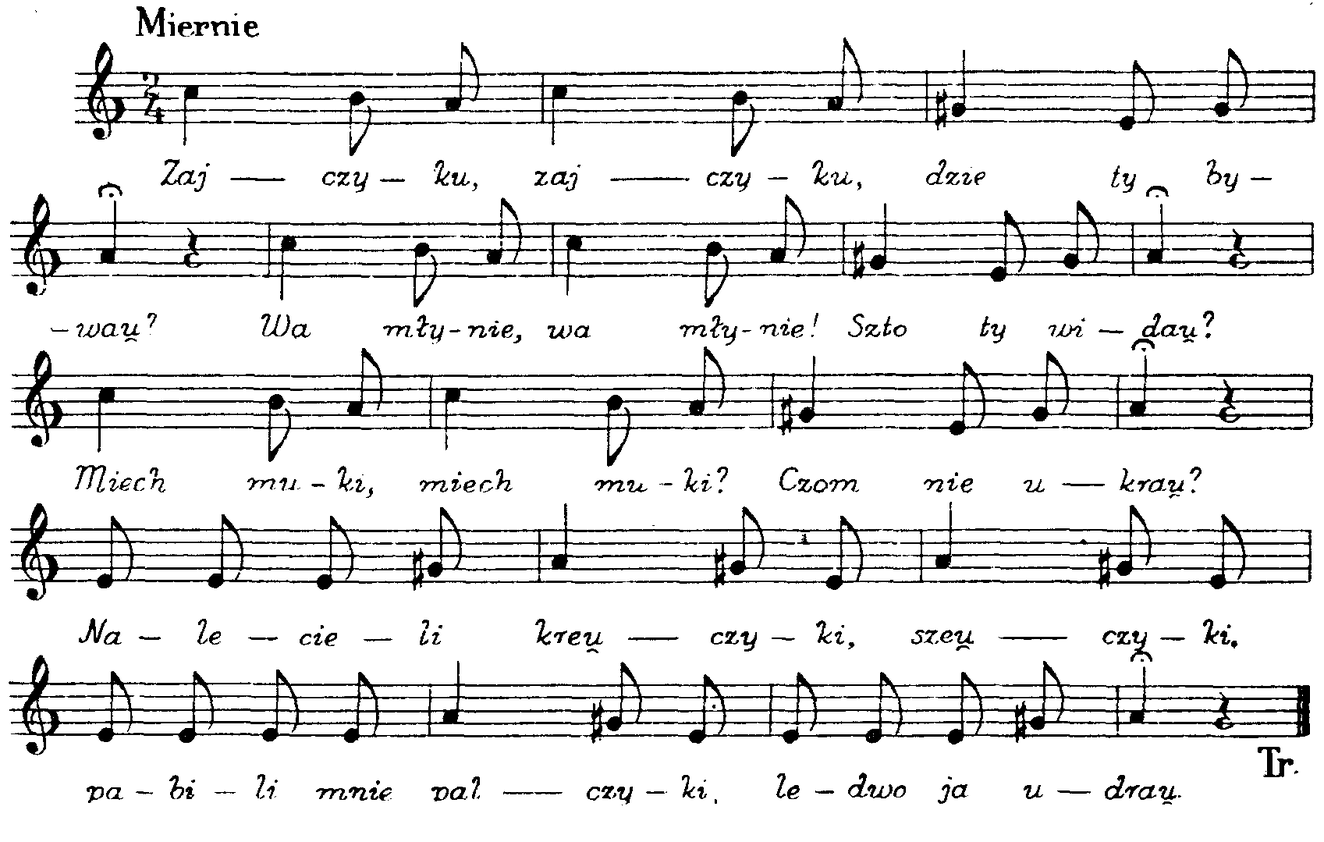 Miernie
2/4
Zaj — czy – ku, zaj — czy – ku, dzie ty by –
– wau̯? Wa mły-nie, wa mły-nie! Szto ty wi – dau̯?
Miech mu – ki, miech mu – ki? Czom nie u — krau̯?
Na – le – cie – li kreu̯ — czy – ki, szeu̯ — czy – ki.
pa – bi – li mnie pal — czy – ki, le – dwo ja u — drau̯.
Tr.